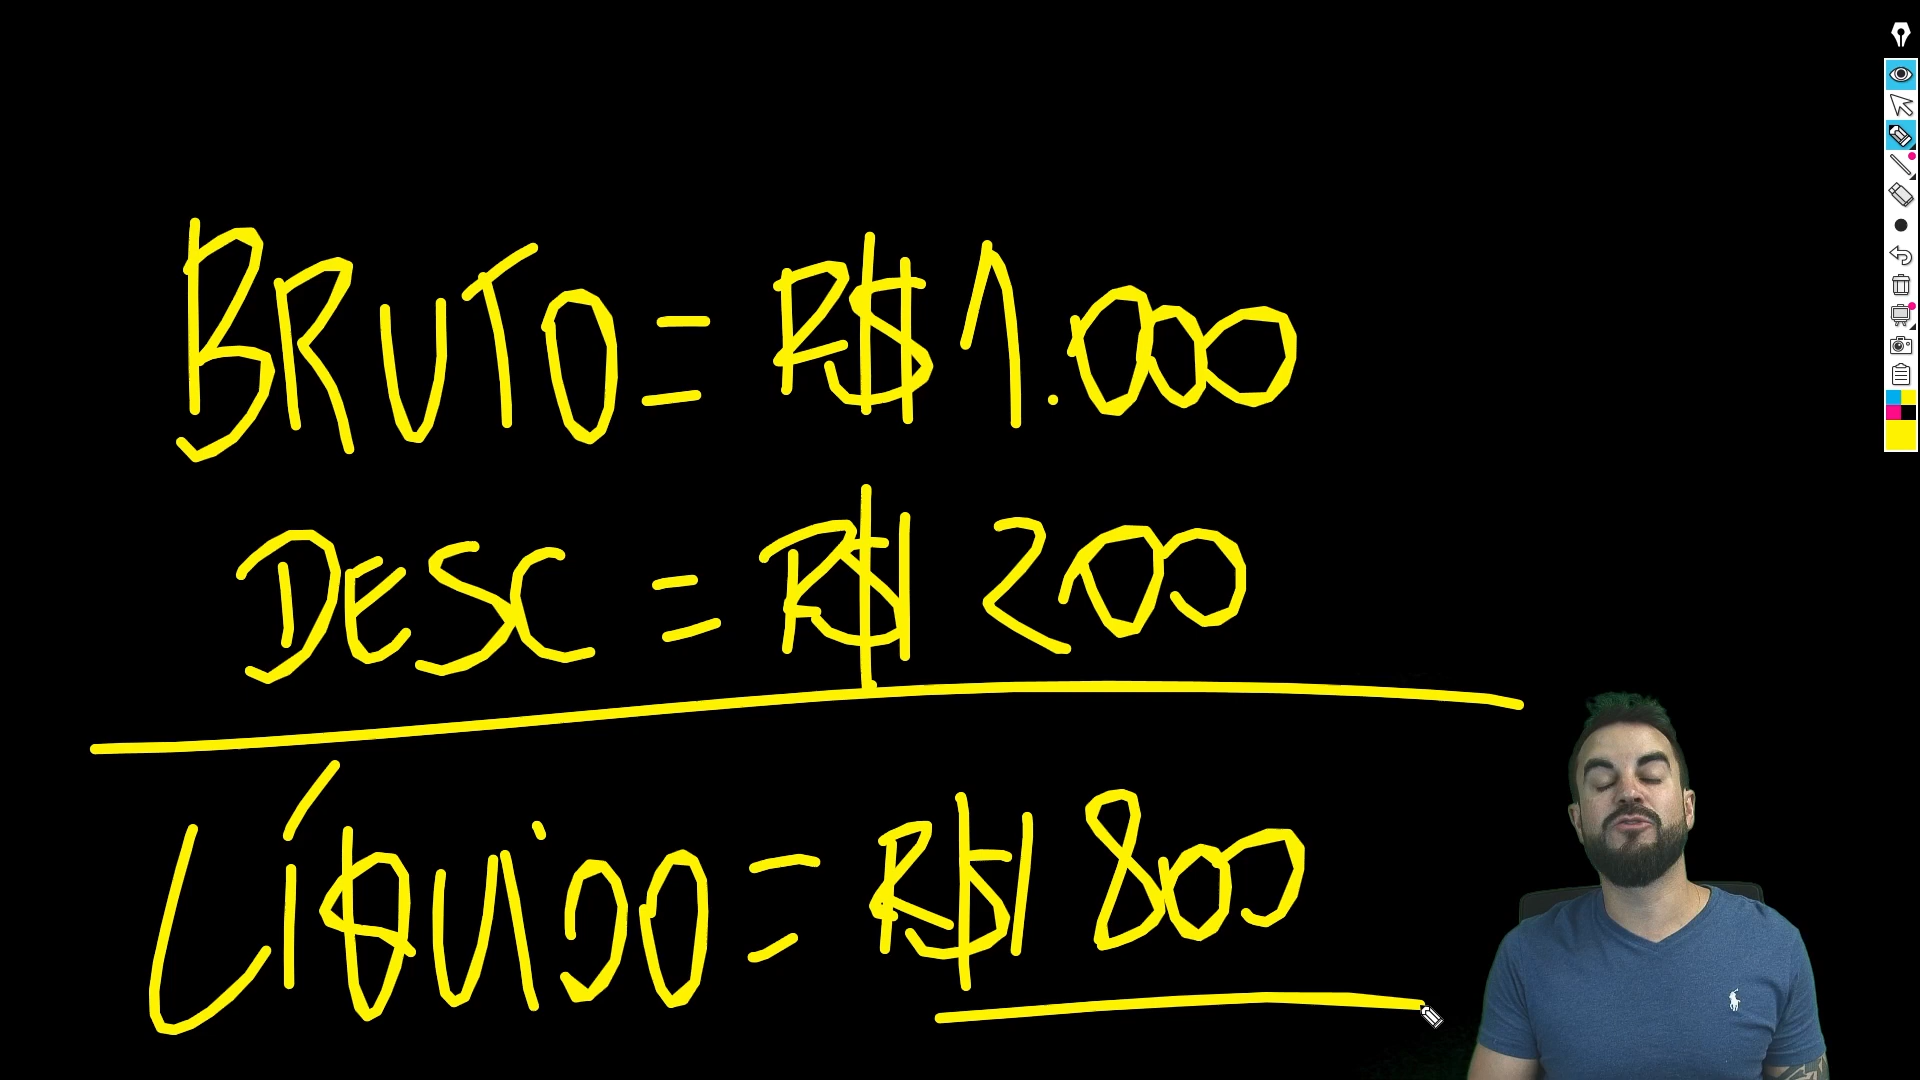 BRUTO = R$ 1.000
DESC = R$ 200
LÍQUIDO = R$ 800